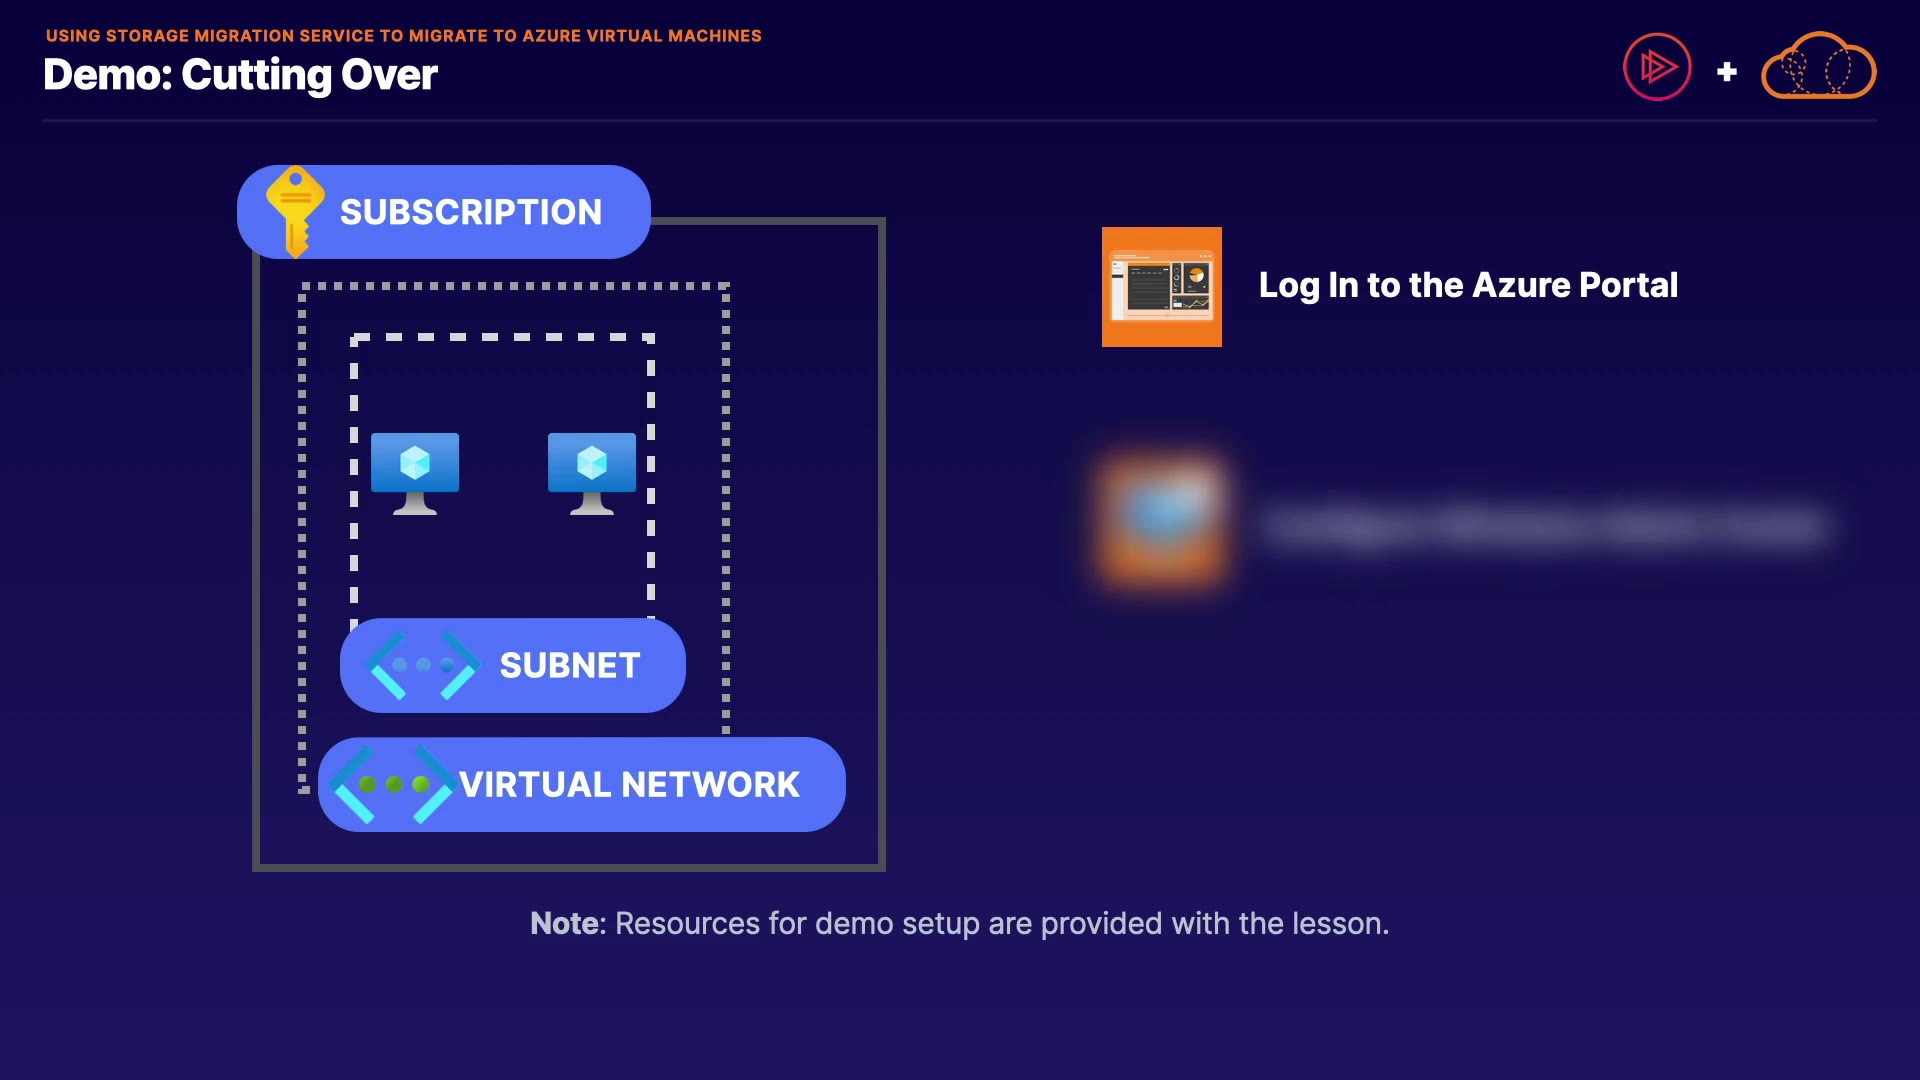 USING STORAGE MIGRATION SERVICE TO MIGRATE TO AZURE VIRTUAL MACHINES
Demo: Cutting Over
SUBSCRIPTION
SUBNET
VIRTUAL NETWORK
Log In to the Azure Portal
Note: Resources for demo setup are provided with the lesson.